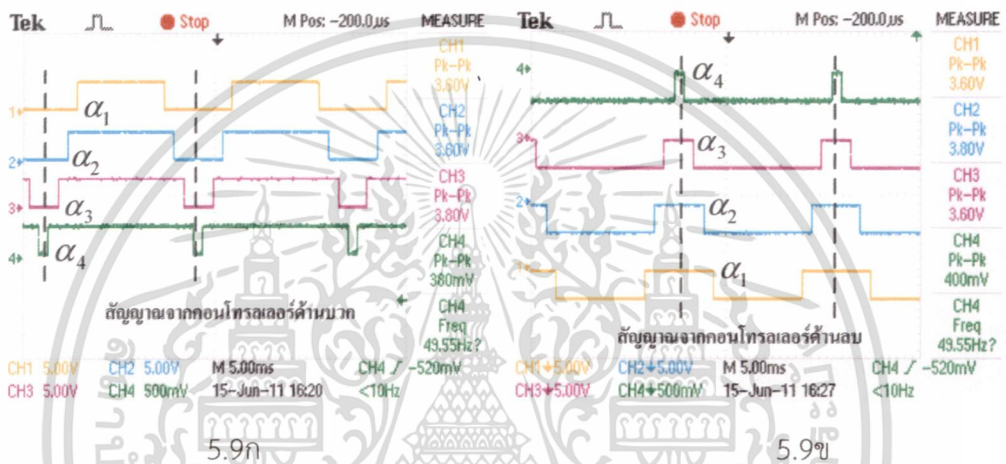 Tek Stop M Pos: -200.0µs MEASURE
CH1
Pk-Pk
3.60V
CH2
Pk-Pk
3.60V
CH3
Pk-Pk
3.80V
CH4
Pk-Pk
380mV
CH4
Freq
49.55Hz?
1
2
3
4
α1
α2
α3
α4
สัญญาณจากคอนโทรลเลอร์ด้านบวก
CH1 5.00V CH2 5.00V M 5.00ms CH4 ∕ -520mV
CH3 5.00V CH4 500mV 15-Jun-11 16:20 <10Hz
5.9ก
Tek Stop M Pos: -200.0µs MEASURE
CH1
Pk-Pk
3.60V
CH2
Pk-Pk
3.80V
CH3
Pk-Pk
3.60V
CH4
Pk-Pk
400mV
CH4
Freq
49.55Hz?
4
3
2
1
α4
α3
α2
α1
สัญญาณจากคอนโทรลเลอร์ด้านลบ
CH1↓5.00V CH2↓5.00V M 5.00ms CH4 ∕ -520mV
CH3↓5.00V CH4↓500mV 15-Jun-11 16:27 <10Hz
5.9ข